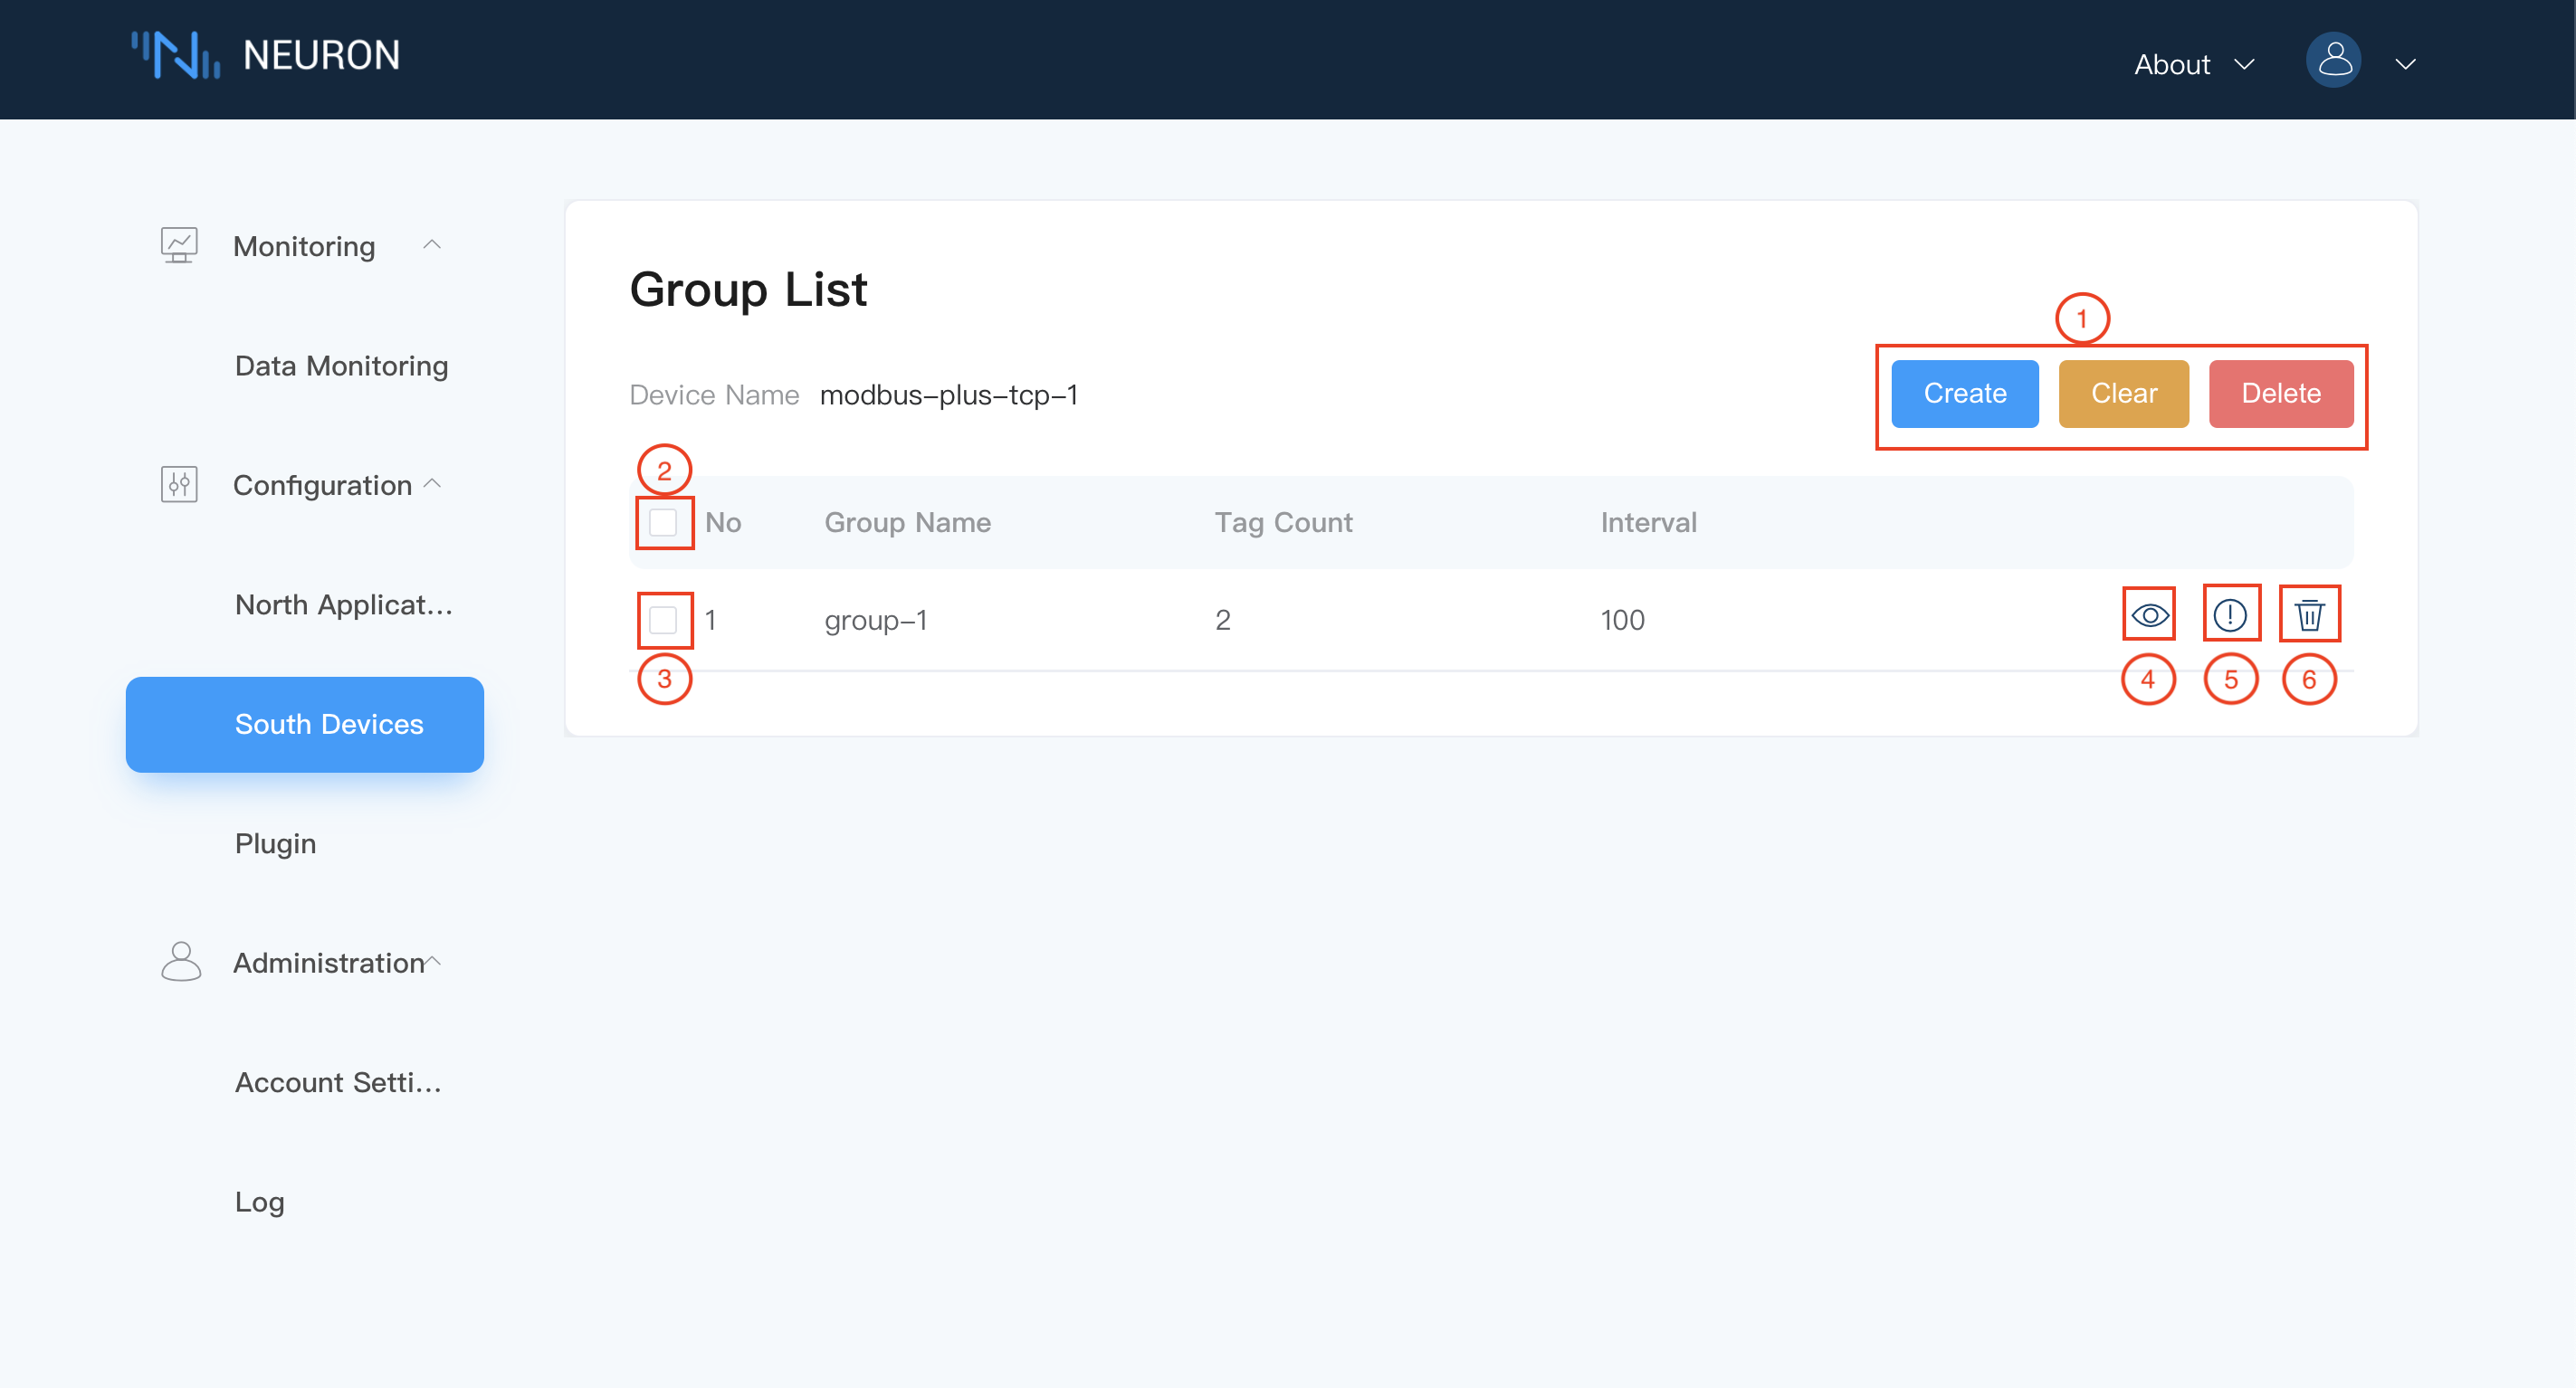 NEURON
About
Monitoring
Data Monitoring
Configuration
North Applicat...
South Devices
Plugin
Administration
Account Setti...
Log
Group List
1
Device Name modbus-plus-tcp-1
Create Clear Delete
2
No Group Name Tag Count Interval
1 group-1 2 100
3 4 5 6